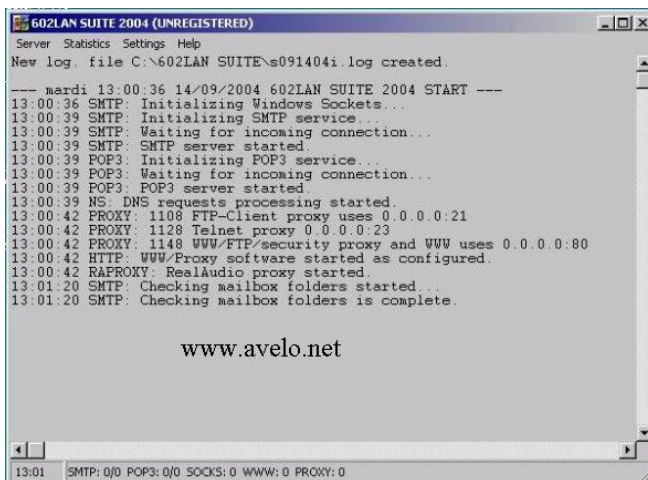 602LAN SUITE 2004 (UNREGISTERED)
Server Statistics Settings Help
New log. file C:\602LAN SUITE\s091404i.log created.
--- mardi 13:00:36 14/09/2004 602LAN SUITE 2004 START ---
13:00:36 SMTP: Initializing Windows Sockets...
13:00:39 SMTP: Initializing SMTP service...
13:00:39 SMTP: Waiting for incoming connection...
13:00:39 SMTP: SMTP server started.
13:00:39 POP3: Initializing POP3 service...
13:00:39 POP3: Waiting for incoming connection...
13:00:39 POP3: POP3 server started.
13:00:39 NS: DNS requests processing started.
13:00:42 PROXY: 1108 FTP-Client proxy uses 0.0.0.0:21
13:00:42 PROXY: 1128 Telnet proxy 0.0.0.0:23
13:00:42 PROXY: 1148 WWW/FTP/security proxy and WWW uses 0.0.0.0:80
13:00:42 HTTP: WWW/Proxy software started as configured.
13:00:42 RAPROXY: RealAudio proxy started.
13:01:20 SMTP: Checking mailbox folders started...
13:01:20 SMTP: Checking mailbox folders is complete.
www.avelo.net
13:01 SMTP: 0/0 POP3: 0/0 SOCKS: 0 WWW: 0 PROXY: 0